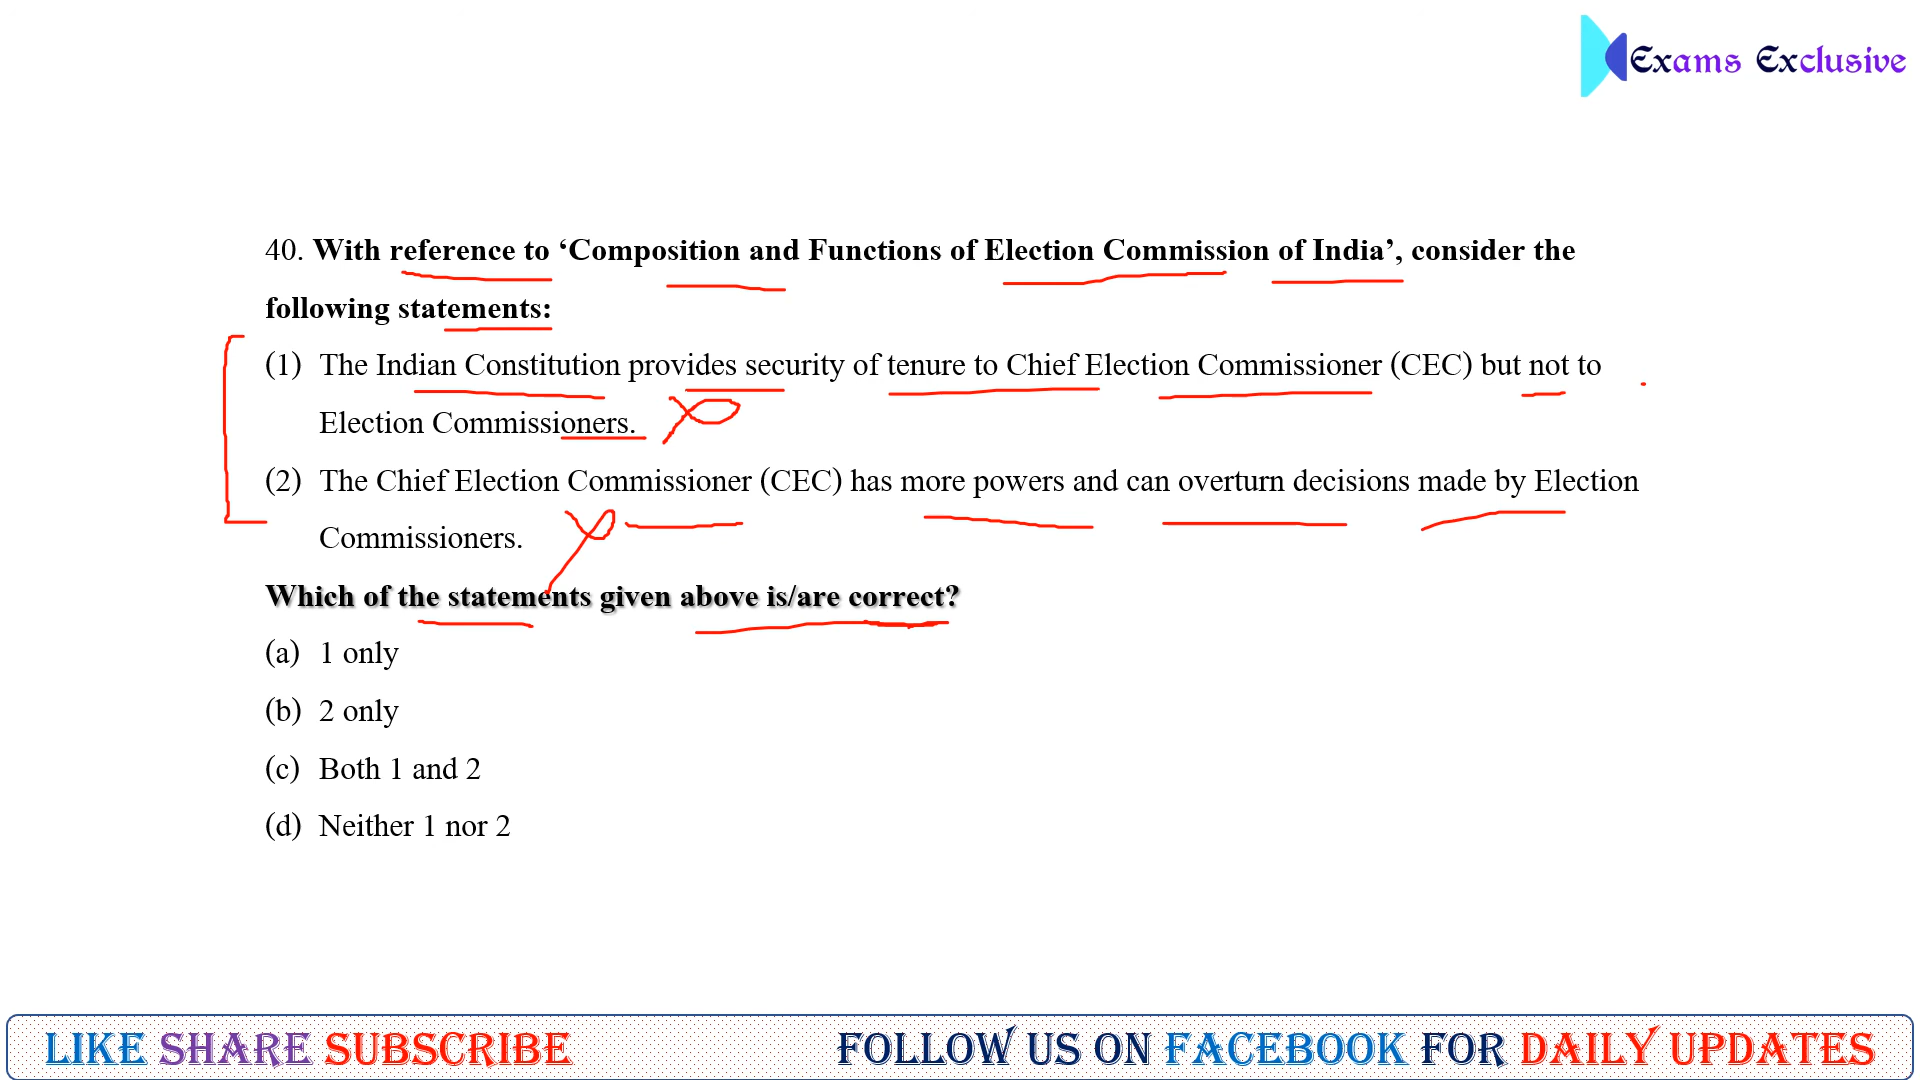 Exams Exclusive
40. With reference to ‘Composition and Functions of Election Commission of India’, consider the
following statements:
(1) The Indian Constitution provides security of tenure to Chief Election Commissioner (CEC) but not to
Election Commissioners.
(2) The Chief Election Commissioner (CEC) has more powers and can overturn decisions made by Election
Commissioners.
Which of the statements given above is/are correct?
(a) 1 only
(b) 2 only
(c) Both 1 and 2
(d) Neither 1 nor 2
LIKE SHARE SUBSCRIBE FOLLOW US ON FACEBOOK FOR DAILY UPDATES